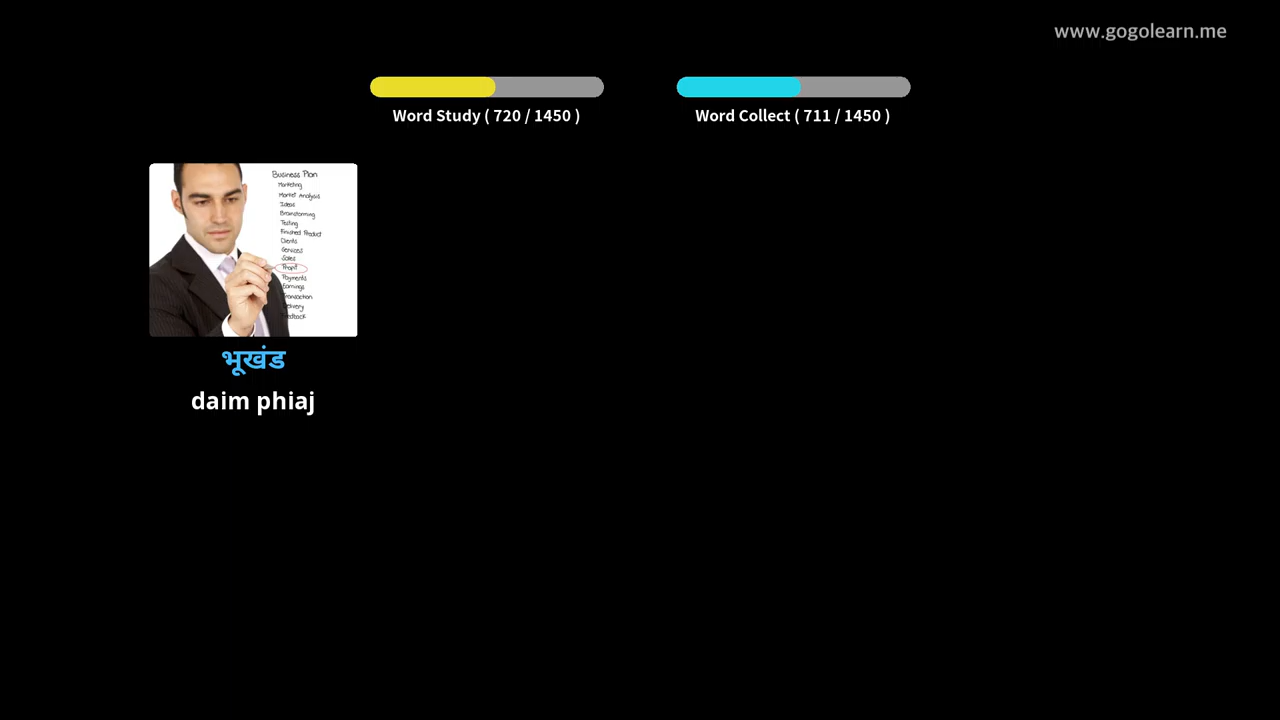 www.gogolearn.me
Word Study ( 720 / 1450 )
Word Collect ( 711 / 1450 )
Business Plan
Marketing
Market Analysis
Ideas
Brainstorming
Testing
Finished Product
Clients
Services
Sales
Profit
Payments
Earnings
Transaction
Delivery
Feedback
भूखंड
daim phiaj